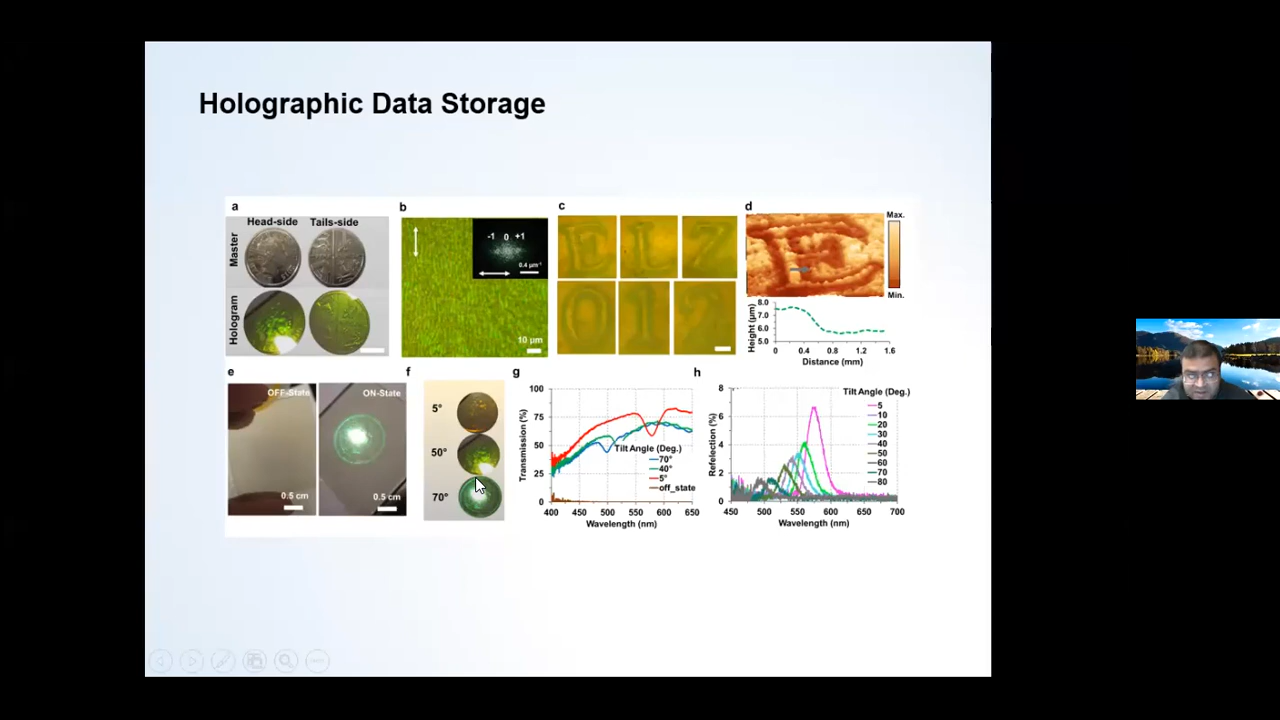 Holographic Data Storage
a
Head-side Tails-side
Master
Hologram
b
-1 0 +1
0.4 µm⁻¹
10 µm
c
E L Z
0 1 2
d
Max.
Min.
Height (µm)
8.0
7.0
6.0
5.0
0 0.4 0.8 1.2 1.6
Distance (mm)
e
OFF-State
ON-State
0.5 cm
0.5 cm
f
5°
50°
70°
g
Transmission (%)
100
75
50
25
0
Tilt Angle (Deg.)
70°
40°
5°
off_state
400 450 500 550 600 650
Wavelength (nm)
h
Refelection (%)
8
6
4
2
0
Tilt Angle (Deg.)
5
10
20
30
40
50
60
70
80
450 500 550 600 650 700
Wavelength (nm)